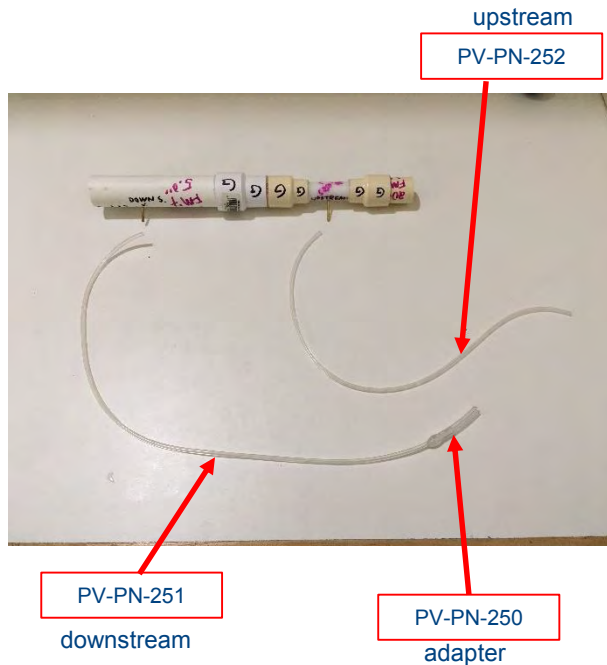 upstream
PV-PN-252
G
G
G
G
G
G
PV-PN-251
downstream
PV-PN-250
adapter